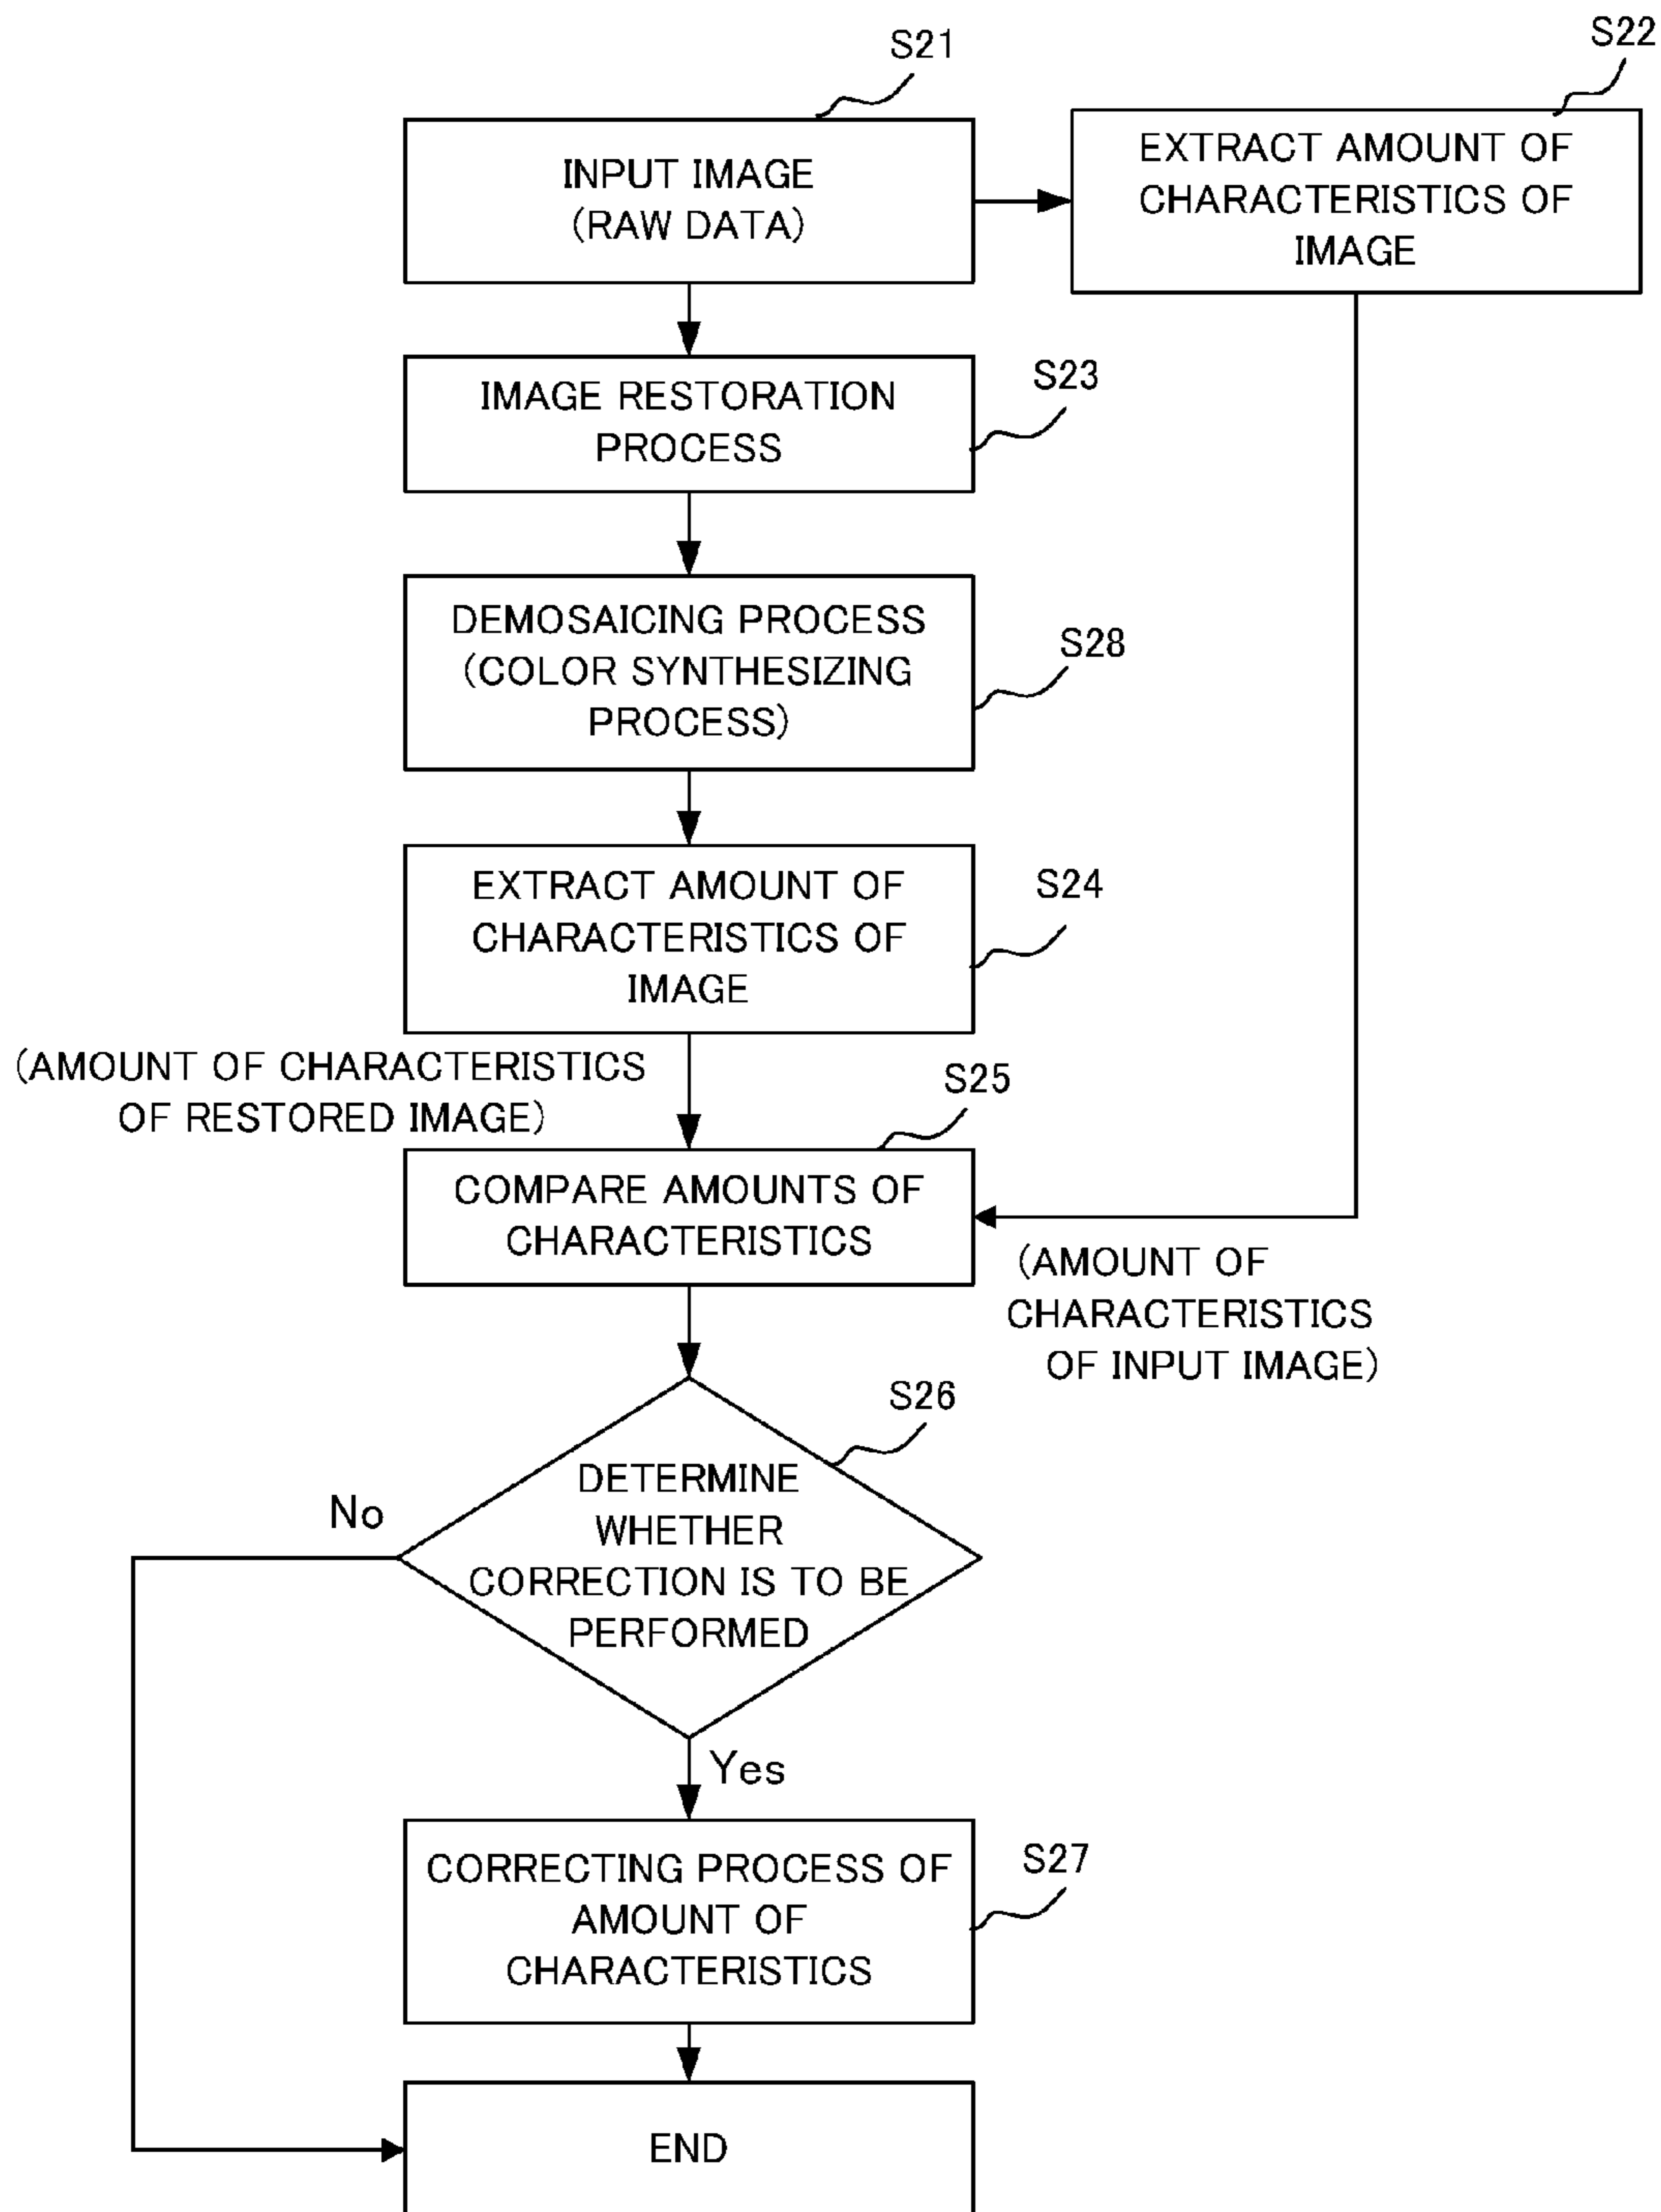 S21
S22
INPUT IMAGE
(RAW DATA)
EXTRACT AMOUNT OF
CHARACTERISTICS OF
IMAGE
S23
IMAGE RESTORATION
PROCESS
S28
DEMOSAICING PROCESS
(COLOR SYNTHESIZING
PROCESS)
S24
EXTRACT AMOUNT OF
CHARACTERISTICS OF
IMAGE
(AMOUNT OF CHARACTERISTICS
OF RESTORED IMAGE)
S25
COMPARE AMOUNTS OF
CHARACTERISTICS
(AMOUNT OF
CHARACTERISTICS
OF INPUT IMAGE)
S26
DETERMINE
WHETHER
CORRECTION IS TO BE
PERFORMED
No
Yes
S27
CORRECTING PROCESS OF
AMOUNT OF
CHARACTERISTICS
END